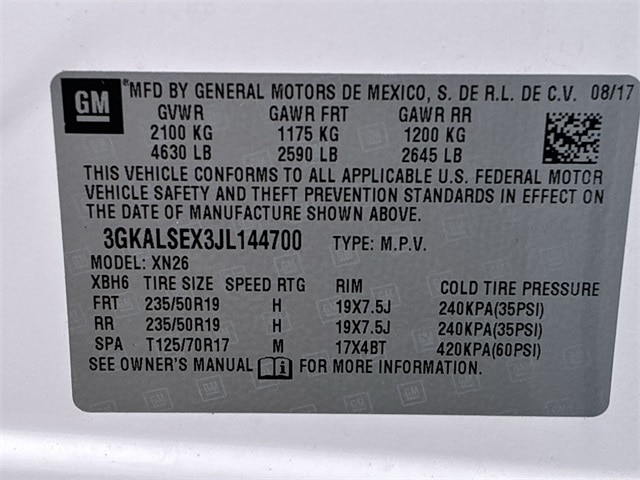 GM ®MFD BY GENERAL MOTORS DE MEXICO, S. DE R.L. DE C.V. 08/17
GVWR GAWR FRT GAWR RR
2100 KG 1175 KG 1200 KG
4630 LB 2590 LB 2645 LB
THIS VEHICLE CONFORMS TO ALL APPLICABLE U.S. FEDERAL MOTOR
VEHICLE SAFETY AND THEFT PREVENTION STANDARDS IN EFFECT ON
THE DATE OF MANUFACTURE SHOWN ABOVE.
3GKALSEX3JL144700 TYPE: M.P.V.
MODEL: XN26
XBH6 TIRE SIZE SPEED RTG RIM COLD TIRE PRESSURE
FRT 235/50R19 H 19X7.5J 240KPA(35PSI)
RR 235/50R19 H 19X7.5J 240KPA(35PSI)
SPA T125/70R17 M 17X4BT 420KPA(60PSI)
SEE OWNER'S MANUAL FOR MORE INFORMATION.